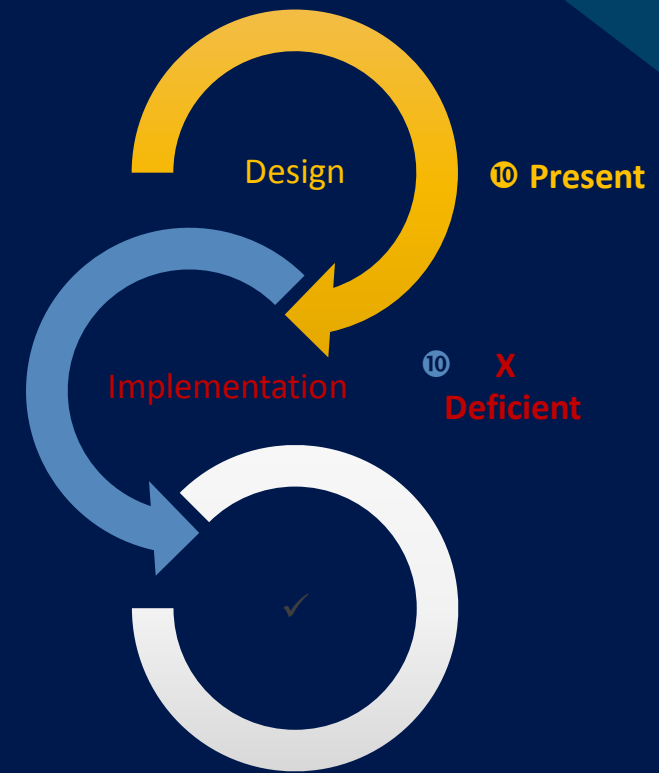 Design
❿ Present
Implementation
❿ X
Deficient
✓